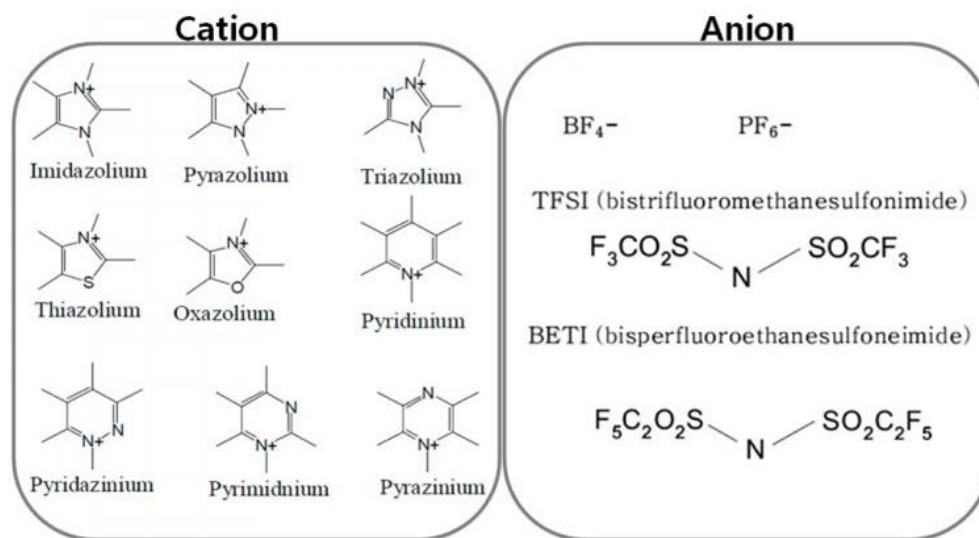 Cation
Anion
N+
N
Imidazolium
N+
N
Pyrazolium
N
N+
N
Triazolium
N+
S
Thiazolium
N+
O
Oxazolium
N+
Pyridinium
N
N+
Pyridazinium
N
N+
Pyrimidnium
N
N+
Pyrazinium
BF₄− PF₆−
TFSI (bistrifluoromethanesulfonimide)
F₃CO₂S SO₂CF₃
N
BETI (bisperfluoroethanesulfoneimide)
F₅C₂O₂S SO₂C₂F₅
N